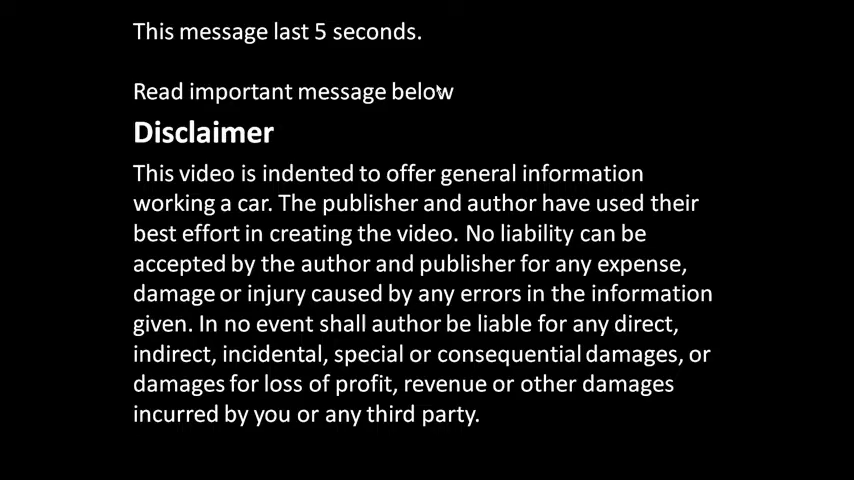 This message last 5 seconds.
Read important message below
Disclaimer
This video is indented to offer general information
working a car. The publisher and author have used their
best effort in creating the video. No liability can be
accepted by the author and publisher for any expense,
damage or injury caused by any errors in the information
given. In no event shall author be liable for any direct,
indirect, incidental, special or consequential damages, or
damages for loss of profit, revenue or other damages
incurred by you or any third party.